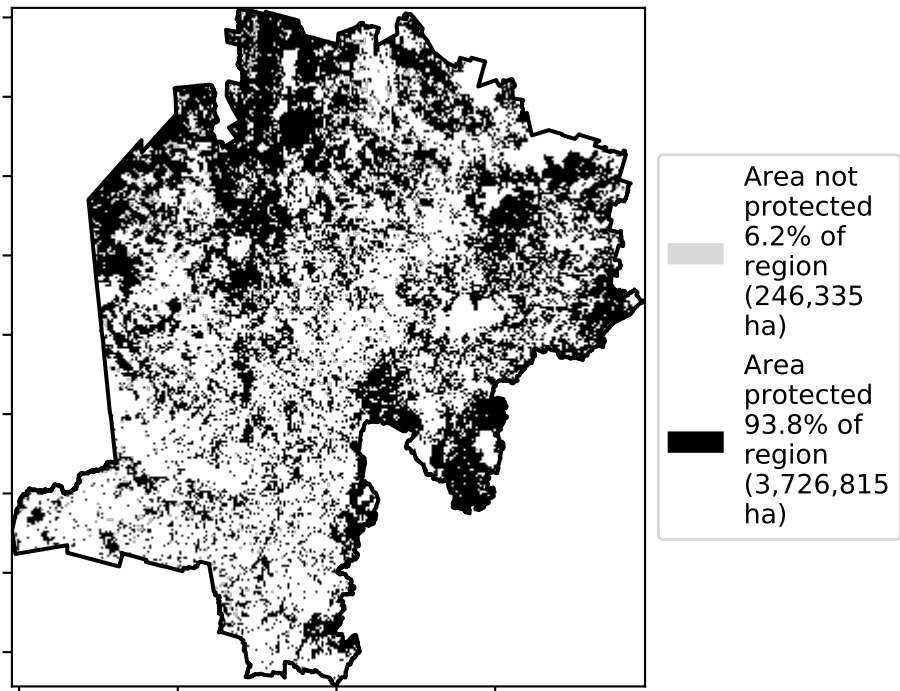 Area not
protected
6.2% of
region
(246,335
ha)
Area
protected
93.8% of
region
(3,726,815
ha)